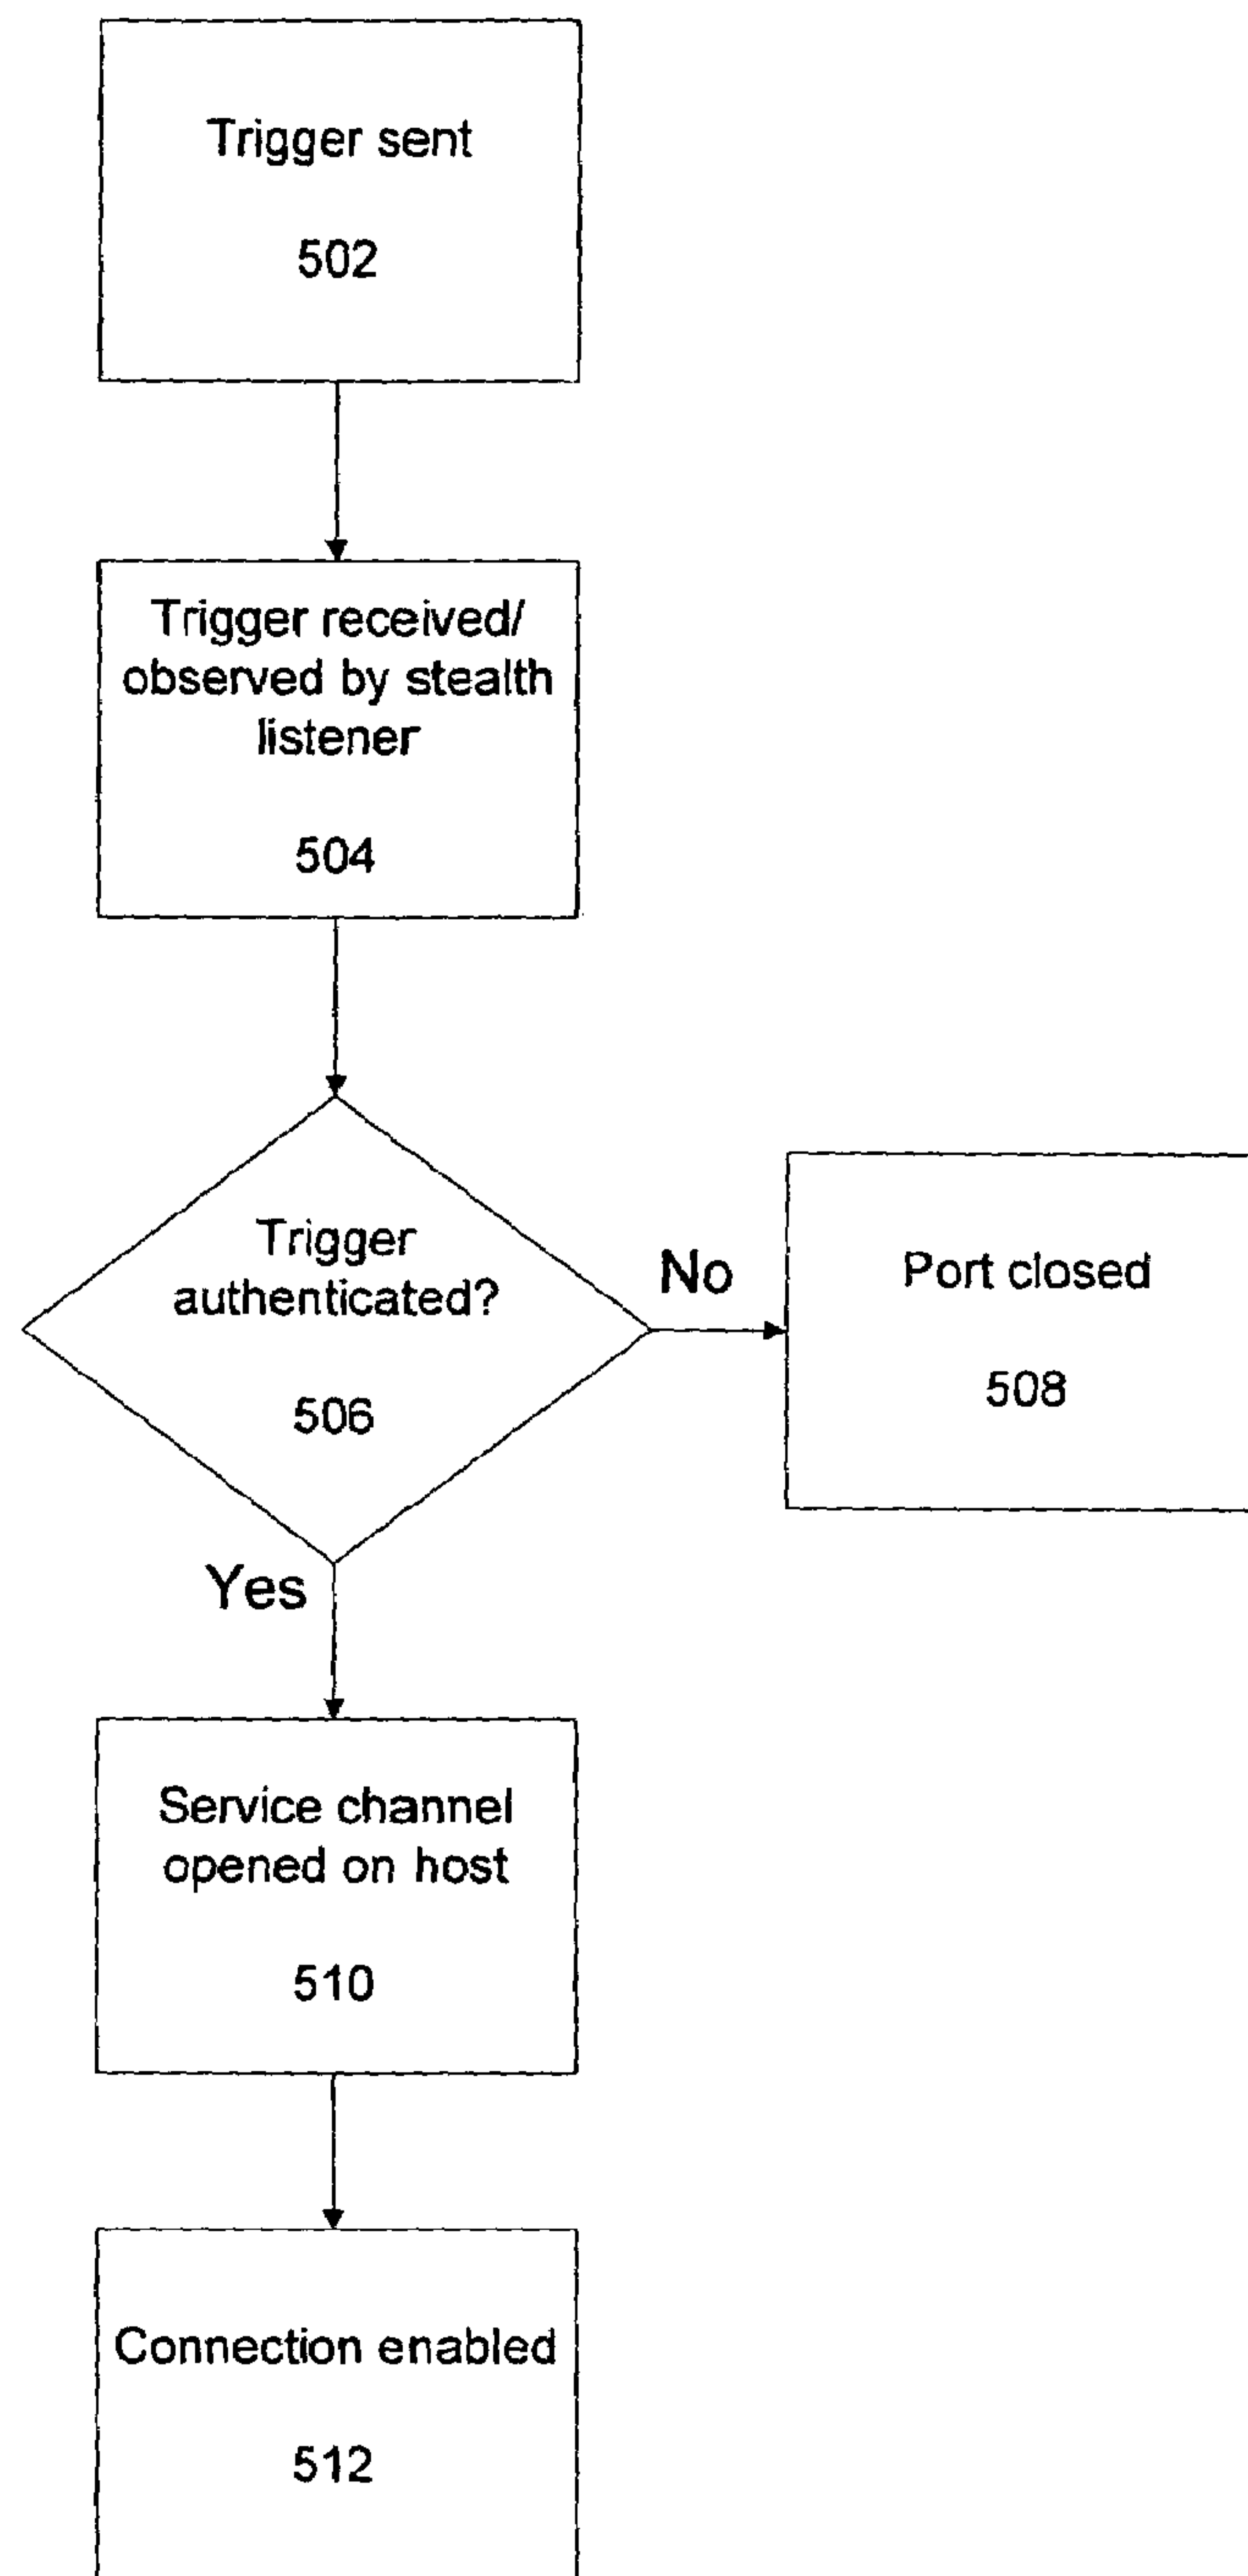 Trigger sent
502
Trigger received/
observed by stealth
listener
504
Trigger
authenticated?
506
No
Port closed
508
Yes
Service channel
opened on host
510
Connection enabled
512